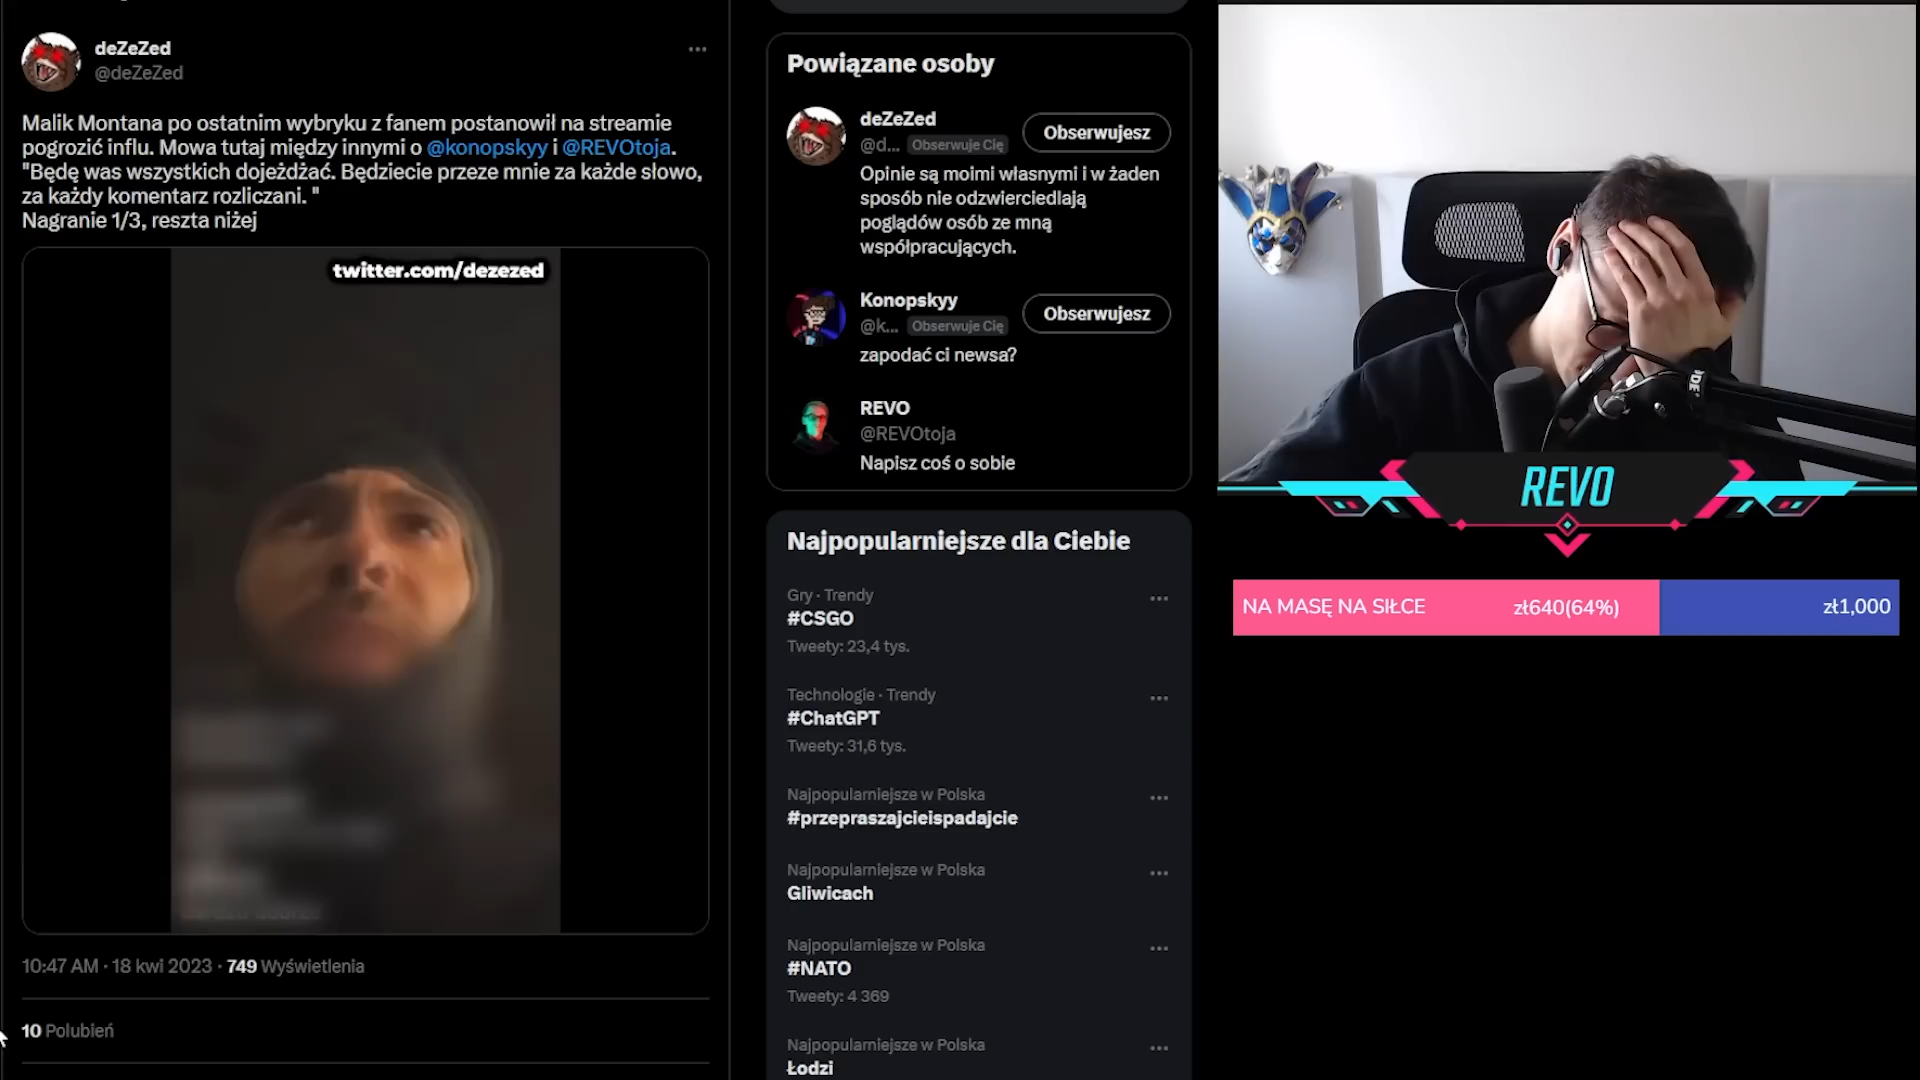 deZeZed
@deZeZed
Malik Montana po ostatnim wybryku z fanem postanowił na streamie
pogrozić influ. Mowa tutaj między innymi o @konopskyy i @REVOtoja.
"Będę was wszystkich dojeżdżać. Będziecie przeze mnie za każde słowo,
za każdy komentarz rozliczani. "
Nagranie 1/3, reszta niżej
twitter.com/dezezed
10:47 AM · 18 kwi 2023 · 749 Wyświetlenia
10 Polubień
Powiązane osoby
deZeZed
@d... Obserwuje Cię
Obserwujesz
Opinie są moimi własnymi i w żaden
sposób nie odzwierciedlają
poglądów osób ze mną
współpracujących.
Konopskyy
@k... Obserwuje Cię
Obserwujesz
zapodać ci newsa?
REVO
@REVOtoja
Napisz coś o sobie
Najpopularniejsze dla Ciebie
Gry · Trendy
#CSGO
Tweety: 23,4 tys.
Technologie · Trendy
#ChatGPT
Tweety: 31,6 tys.
Najpopularniejsze w Polska
#przepraszajcieispadajcie
Najpopularniejsze w Polska
Gliwicach
Najpopularniejsze w Polska
#NATO
Tweety: 4 369
Najpopularniejsze w Polska
Łodzi
REVO
NA MASĘ NA SIŁCE zł640(64%) zł1,000